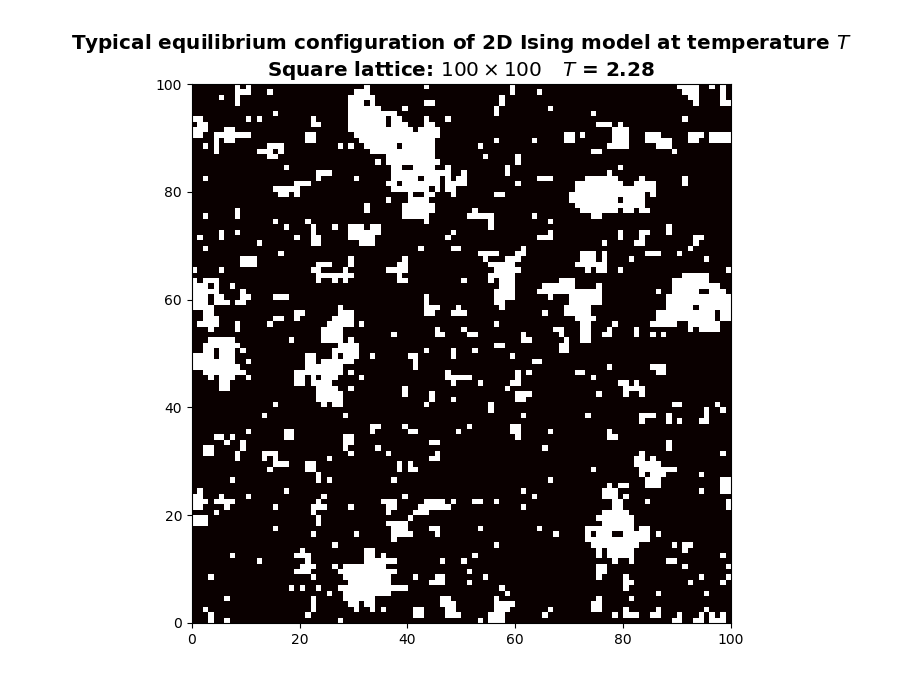 Typical equilibrium configuration of 2D Ising model at temperature T
Square lattice: 100 × 100 T = 2.28
100
80
60
40
20
0
0 20 40 60 80 100